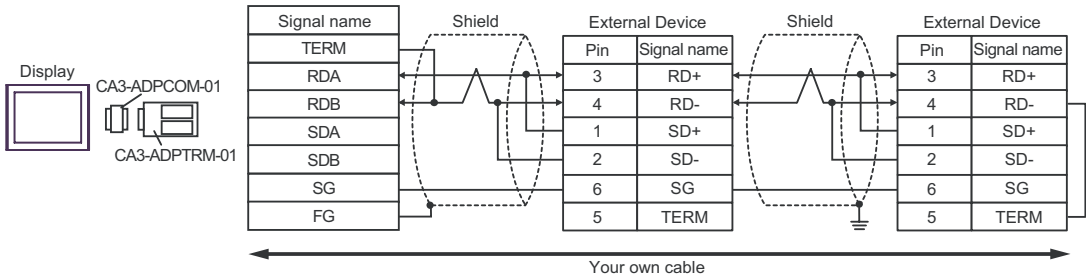 Display
CA3-ADPCOM-01
CA3-ADPTRM-01
Signal name
TERM
RDA
RDB
SDA
SDB
SG
FG
Shield
External Device
Pin Signal name
3 RD+
4 RD-
1 SD+
2 SD-
6 SG
5 TERM
Shield
External Device
Pin Signal name
3 RD+
4 RD-
1 SD+
2 SD-
6 SG
5 TERM
Your own cable